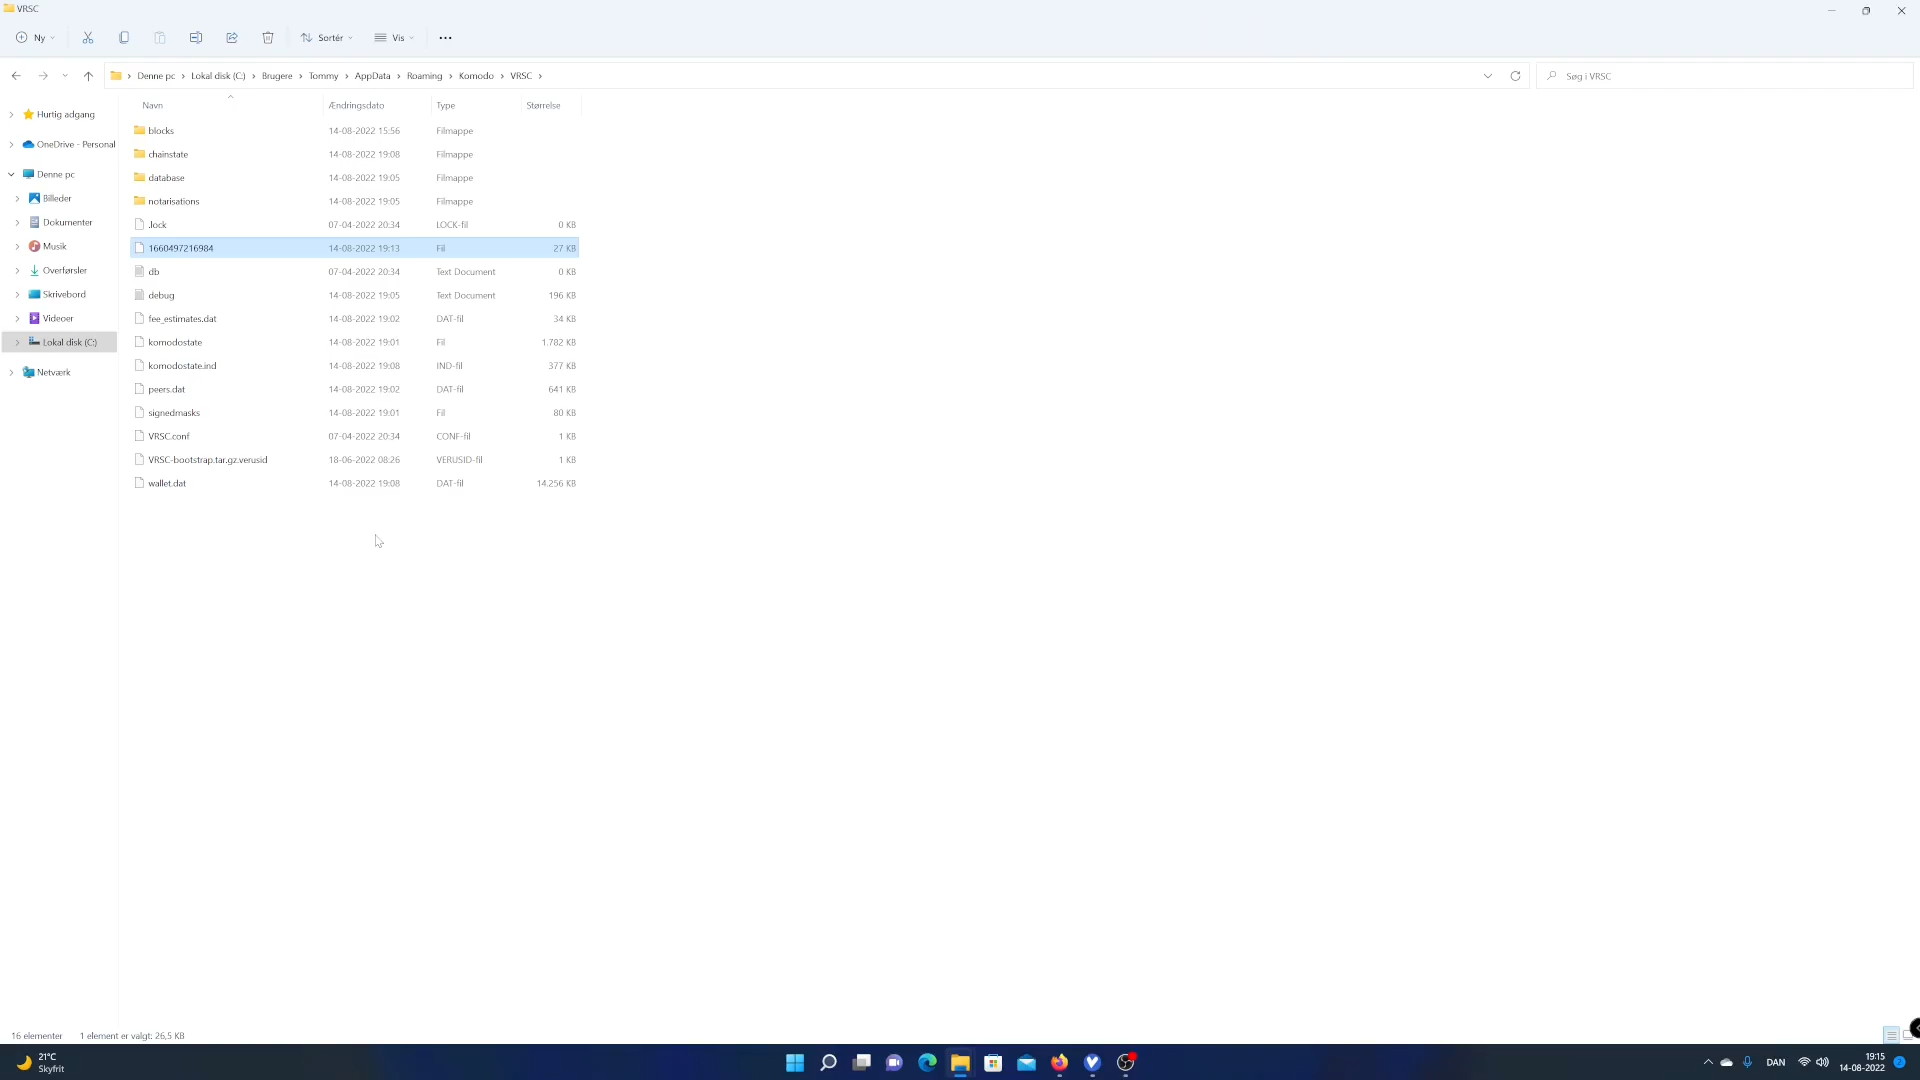 VRSC
Ny
Sortér
Vis
Denne pc > Lokal disk (C:) > Brugere > Tommy > AppData > Roaming > Komodo > VRSC >
Søg i VRSC
Hurtig adgang
OneDrive - Personal
Denne pc
Billeder
Dokumenter
Musik
Overførsler
Skrivebord
Videoer
Lokal disk (C:)
Netværk
Navn Ændringsdato Type Størrelse
blocks 14-08-2022 15:56 Filmappe
chainstate 14-08-2022 19:08 Filmappe
database 14-08-2022 19:05 Filmappe
notarisations 14-08-2022 19:05 Filmappe
.lock 07-04-2022 20:34 LOCK-fil 0 KB
1660497216984 14-08-2022 19:13 Fil 27 KB
db 07-04-2022 20:34 Text Document 0 KB
debug 14-08-2022 19:05 Text Document 196 KB
fee_estimates.dat 14-08-2022 19:02 DAT-fil 34 KB
komodostate 14-08-2022 19:01 Fil 1.782 KB
komodostate.ind 14-08-2022 19:08 IND-fil 377 KB
peers.dat 14-08-2022 19:02 DAT-fil 641 KB
signedmasks 14-08-2022 19:01 Fil 80 KB
VRSC.conf 07-04-2022 20:34 CONF-fil 1 KB
VRSC-bootstrap.tar.gz.verusid 18-06-2022 08:26 VERUSID-fil 1 KB
wallet.dat 14-08-2022 19:08 DAT-fil 14.256 KB
16 elementer 1 element er valgt: 26,5 KB
21°C
Skyfrit
DAN
19:15
14-08-2022
2